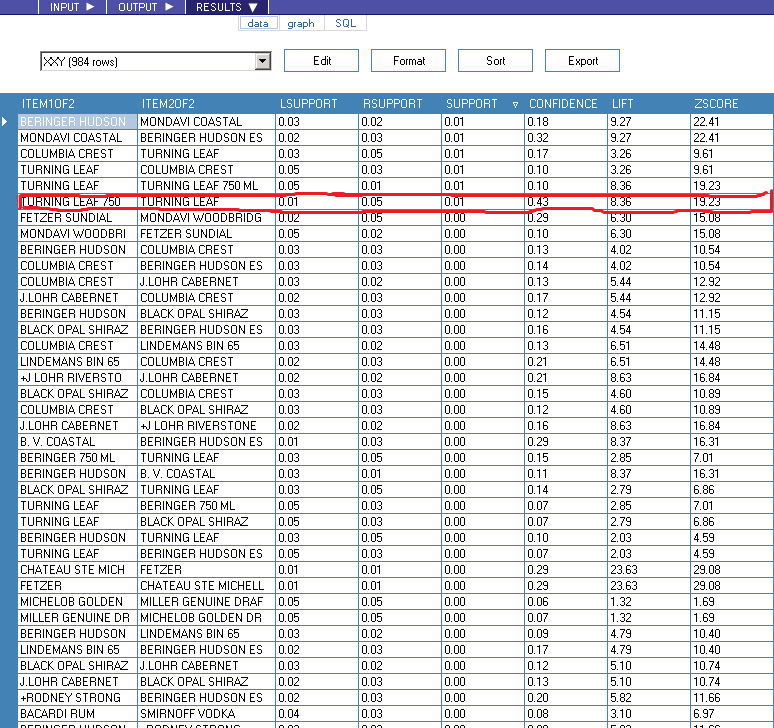 INPUT ▶ OUTPUT ▶ RESULTS ▼
data graph SQL
XXY (984 rows) Edit Format Sort Export
ITEM1OF2 ITEM2OF2 LSUPPORT RSUPPORT SUPPORT ▽ CONFIDENCE LIFT ZSCORE
BERINGER HUDSON MONDAVI COASTAL 0.03 0.02 0.01 0.18 9.27 22.41
MONDAVI COASTAL BERINGER HUDSON ES 0.02 0.03 0.01 0.32 9.27 22.41
COLUMBIA CREST TURNING LEAF 0.03 0.05 0.01 0.17 3.26 9.61
TURNING LEAF COLUMBIA CREST 0.05 0.03 0.01 0.10 3.26 9.61
TURNING LEAF TURNING LEAF 750 ML 0.05 0.01 0.01 0.10 8.36 19.23
TURNING LEAF 750 TURNING LEAF 0.01 0.05 0.01 0.43 8.36 19.23
FETZER SUNDIAL MONDAVI WOODBRIDG 0.02 0.05 0.00 0.29 6.30 15.08
MONDAVI WOODBRI FETZER SUNDIAL 0.05 0.02 0.00 0.10 6.30 15.08
BERINGER HUDSON COLUMBIA CREST 0.03 0.03 0.00 0.13 4.02 10.54
COLUMBIA CREST BERINGER HUDSON ES 0.03 0.03 0.00 0.14 4.02 10.54
COLUMBIA CREST J.LOHR CABERNET 0.03 0.02 0.00 0.13 5.44 12.92
J.LOHR CABERNET COLUMBIA CREST 0.02 0.03 0.00 0.17 5.44 12.92
BERINGER HUDSON BLACK OPAL SHIRAZ 0.03 0.03 0.00 0.12 4.54 11.15
BLACK OPAL SHIRAZ BERINGER HUDSON ES 0.03 0.03 0.00 0.16 4.54 11.15
COLUMBIA CREST LINDEMANS BIN 65 0.03 0.02 0.00 0.13 6.51 14.48
LINDEMANS BIN 65 COLUMBIA CREST 0.02 0.03 0.00 0.21 6.51 14.48
+J LOHR RIVERSTO J.LOHR CABERNET 0.02 0.02 0.00 0.21 8.63 16.84
BLACK OPAL SHIRAZ COLUMBIA CREST 0.03 0.03 0.00 0.15 4.60 10.89
COLUMBIA CREST BLACK OPAL SHIRAZ 0.03 0.03 0.00 0.12 4.60 10.89
J.LOHR CABERNET +J LOHR RIVERSTONE 0.02 0.02 0.00 0.16 8.63 16.84
B. V. COASTAL BERINGER HUDSON ES 0.01 0.03 0.00 0.29 8.37 16.31
BERINGER 750 ML TURNING LEAF 0.03 0.05 0.00 0.15 2.85 7.01
BERINGER HUDSON B. V. COASTAL 0.03 0.01 0.00 0.11 8.37 16.31
BLACK OPAL SHIRAZ TURNING LEAF 0.03 0.05 0.00 0.14 2.79 6.86
TURNING LEAF BERINGER 750 ML 0.05 0.03 0.00 0.07 2.85 7.01
TURNING LEAF BLACK OPAL SHIRAZ 0.05 0.03 0.00 0.07 2.79 6.86
BERINGER HUDSON TURNING LEAF 0.03 0.05 0.00 0.10 2.03 4.59
TURNING LEAF BERINGER HUDSON ES 0.05 0.03 0.00 0.07 2.03 4.59
CHATEAU STE MICH FETZER 0.01 0.01 0.00 0.29 23.63 29.08
FETZER CHATEAU STE MICHELL 0.01 0.01 0.00 0.29 23.63 29.08
MICHELOB GOLDEN MILLER GENUINE DRAF 0.05 0.05 0.00 0.06 1.32 1.69
MILLER GENUINE DR MICHELOB GOLDEN DR 0.05 0.05 0.00 0.07 1.32 1.69
BERINGER HUDSON LINDEMANS BIN 65 0.03 0.02 0.00 0.09 4.79 10.40
LINDEMANS BIN 65 BERINGER HUDSON ES 0.02 0.03 0.00 0.17 4.79 10.40
BLACK OPAL SHIRAZ J.LOHR CABERNET 0.03 0.02 0.00 0.12 5.10 10.74
J.LOHR CABERNET BLACK OPAL SHIRAZ 0.02 0.03 0.00 0.13 5.10 10.74
+RODNEY STRONG BERINGER HUDSON ES 0.02 0.03 0.00 0.20 5.82 11.66
BACARDI RUM SMIRNOFF VODKA 0.04 0.03 0.00 0.08 3.10 6.97